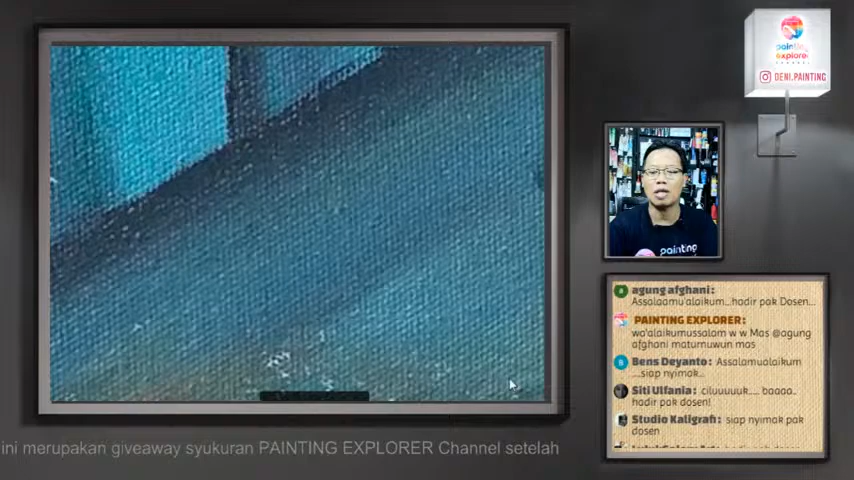 painting
explorer
CHANNEL
DENI.PAINTING
painting
agung afghani :
Assalaamu'alaikum...hadir pak Dosen...
PAINTING EXPLORER :
wa'alaikumussalam w w Mas @agung
afghani maturnuwun mas
Bens Deyanto : Assalamualaikum
....siap nyimak...
Siti Ulfania : ciluuuuuk..... baaaa..
hadir pak dosen!
Studio Kaligrafi : siap nyimak pak
dosen
ini merupakan giveaway syukuran PAINTING EXPLORER Channel setelah